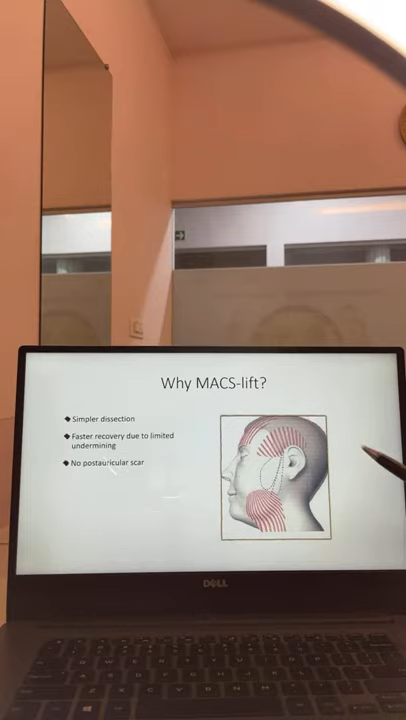 Why MACS-lift?
Simpler dissection
Faster recovery due to limited
undermining
No postauricular scar
DELL